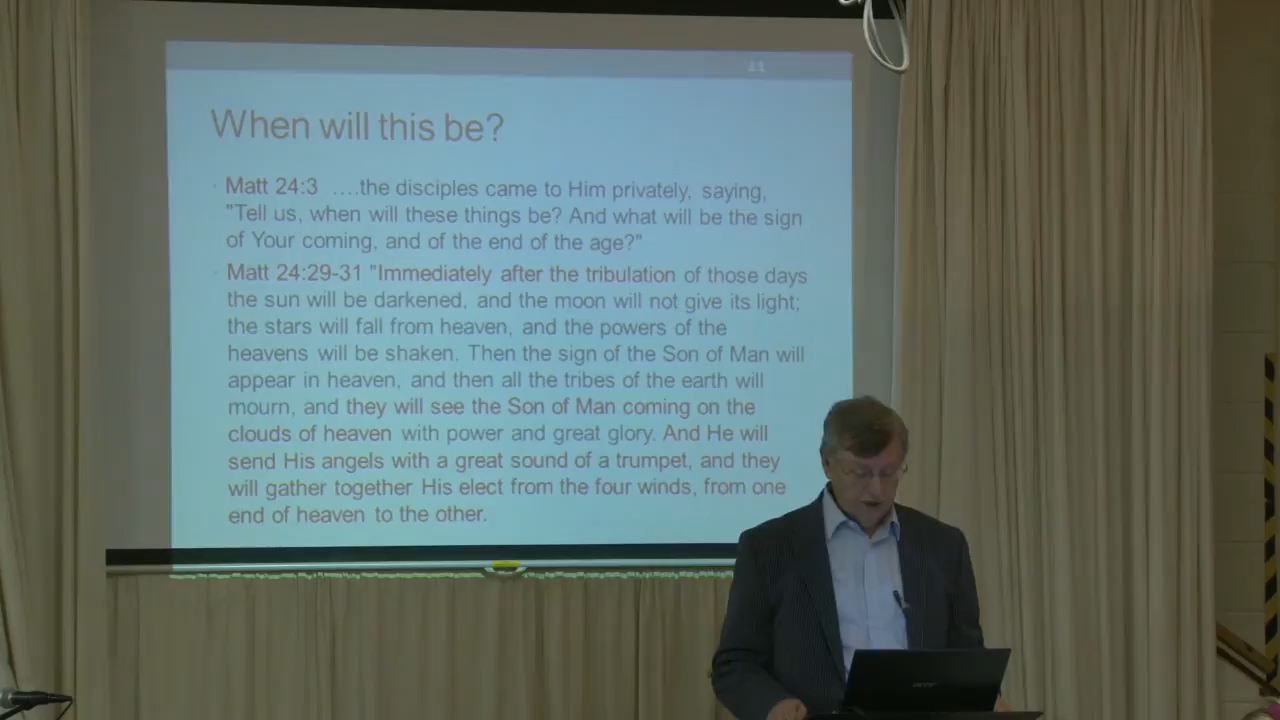 When will this be?
Matt 24:3 ....the disciples came to Him privately, saying,
"Tell us, when will these things be? And what will be the sign
of Your coming, and of the end of the age?"
Matt 24:29-31 "Immediately after the tribulation of those days
the sun will be darkened, and the moon will not give its light;
the stars will fall from heaven, and the powers of the
heavens will be shaken. Then the sign of the Son of Man will
appear in heaven, and then all the tribes of the earth will
mourn, and they will see the Son of Man coming on the
clouds of heaven with power and great glory. And He will
send His angels with a great sound of a trumpet, and they
will gather together His elect from the four winds, from one
end of heaven to the other.
acer